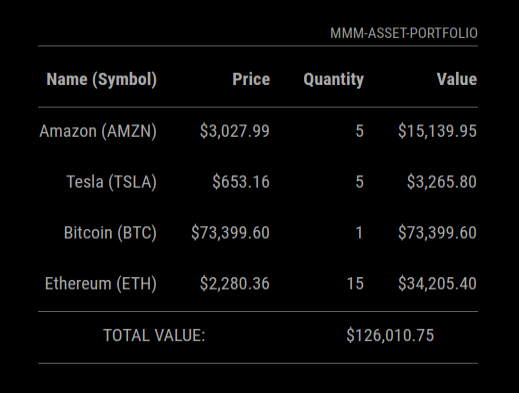 MMM-ASSET-PORTFOLIO
Name (Symbol) Price Quantity Value
Amazon (AMZN) $3,027.99 5 $15,139.95
Tesla (TSLA) $653.16 5 $3,265.80
Bitcoin (BTC) $73,399.60 1 $73,399.60
Ethereum (ETH) $2,280.36 15 $34,205.40
TOTAL VALUE: $126,010.75